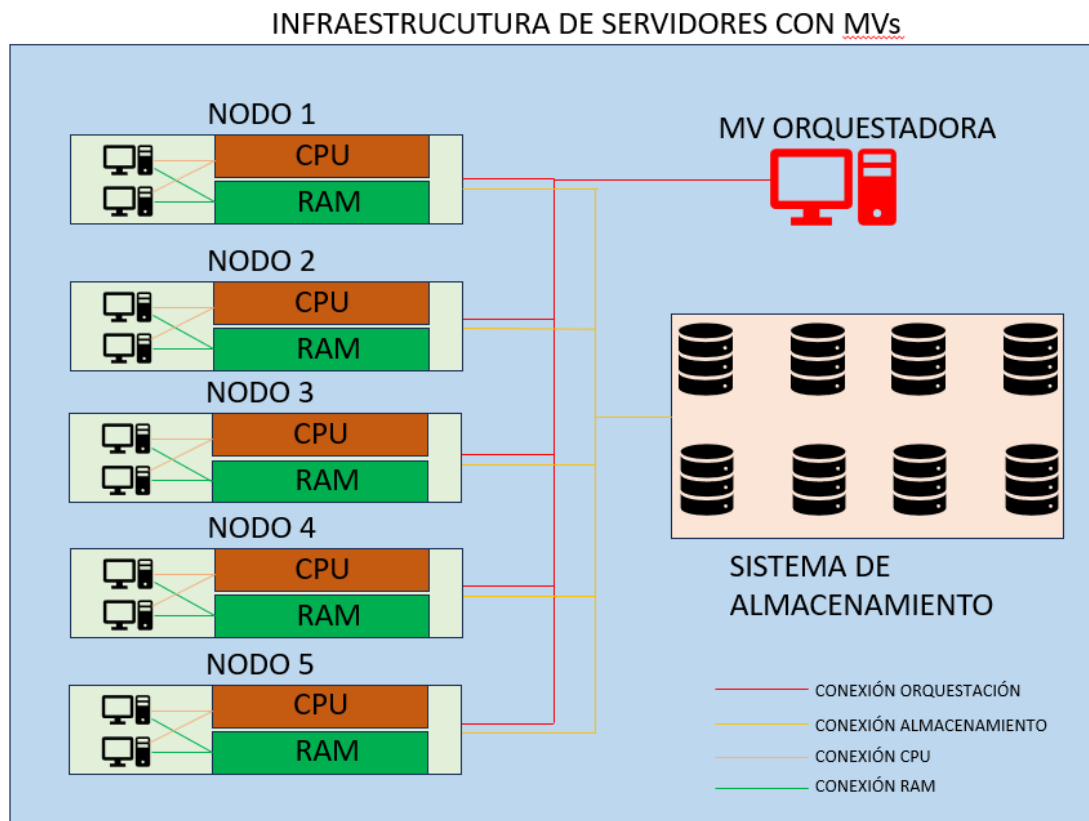 INFRAESTRUCUTURA DE SERVIDORES CON MVs
NODO 1
CPU
RAM
NODO 2
CPU
RAM
NODO 3
CPU
RAM
NODO 4
CPU
RAM
NODO 5
CPU
RAM
MV ORQUESTADORA
SISTEMA DE
ALMACENAMIENTO
CONEXIÓN ORQUESTACIÓN
CONEXIÓN ALMACENAMIENTO
CONEXIÓN CPU
CONEXIÓN RAM